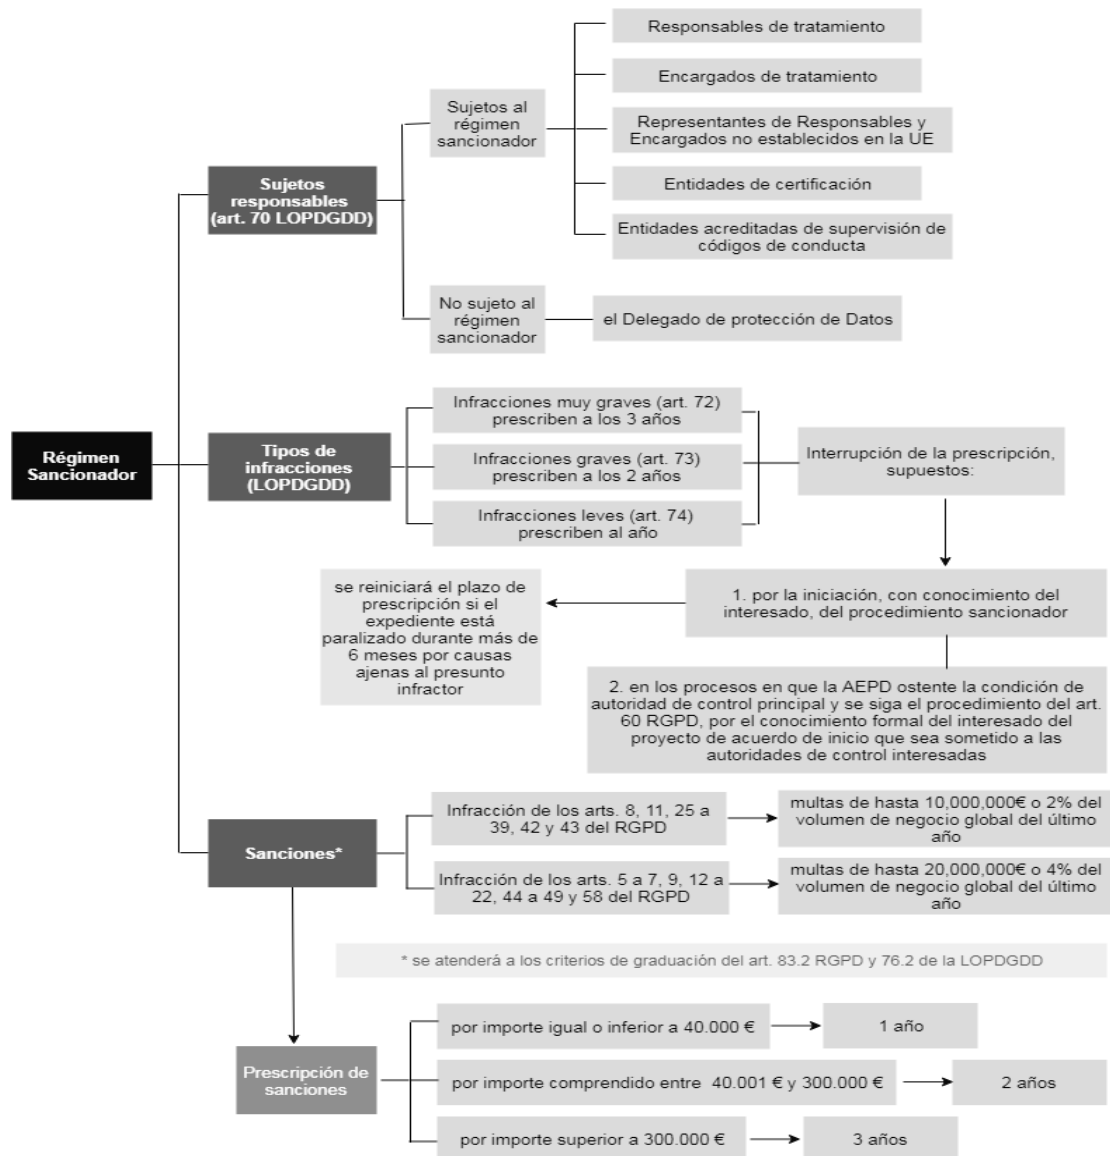 Régimen
Sancionador
Sujetos
responsables
(art. 70 LOPDGDD)
Sujetos al
régimen
sancionador
Responsables de tratamiento
Encargados de tratamiento
Representantes de Responsables y
Encargados no establecidos en la UE
Entidades de certificación
Entidades acreditadas de supervisión de
códigos de conducta
No sujeto al
régimen
sancionador
el Delegado de protección de Datos
Tipos de
infracciones
(LOPDGDD)
Infracciones muy graves (art. 72)
prescriben a los 3 años
Infracciones graves (art. 73)
prescriben a los 2 años
Infracciones leves (art. 74)
prescriben al año
Interrupción de la prescripción,
supuestos:
1. por la iniciación, con conocimiento del
interesado, del procedimiento sancionador
se reiniciará el plazo de
prescripción si el
expediente está
paralizado durante más de
6 meses por causas
ajenas al presunto
infractor
2. en los procesos en que la AEPD ostente la condición de
autoridad de control principal y se siga el procedimiento del art.
60 RGPD, por el conocimiento formal del interesado del
proyecto de acuerdo de inicio que sea sometido a las
autoridades de control interesadas
Sanciones*
Infracción de los arts. 8, 11, 25 a
39, 42 y 43 del RGPD
multas de hasta 10,000,000€ o 2% del
volumen de negocio global del último
año
Infracción de los arts. 5 a 7, 9, 12 a
22, 44 a 49 y 58 del RGPD
multas de hasta 20,000,000€ o 4% del
volumen de negocio global del último
año
* se atenderá a los criterios de graduación del art. 83.2 RGPD y 76.2 de la LOPDGDD
Prescripción de
sanciones
por importe igual o inferior a 40.000 €
1 año
por importe comprendido entre 40.001 € y 300.000 €
2 años
por importe superior a 300.000 €
3 años